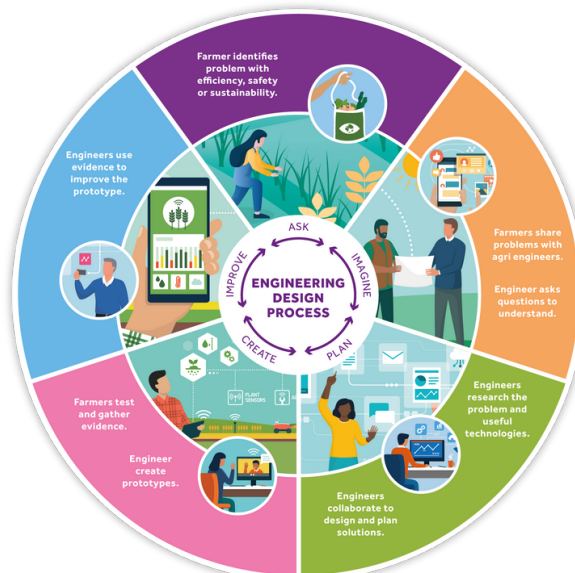 Farmer identifies
problem with
efficiency, safety
or sustainability.
Engineers use
evidence to
improve the
prototype.
Farmers share
problems with
agri engineers.
Engineer asks
questions to
understand.
ASK
IMAGINE
PLAN
CREATE
IMPROVE
ENGINEERING
DESIGN
PROCESS
Engineers
research the
problem and
useful
technologies.
Engineers
collaborate to
design and plan
solutions.
Farmers test
and gather
evidence.
Engineer
create
prototypes.
PLANT
SENSORS